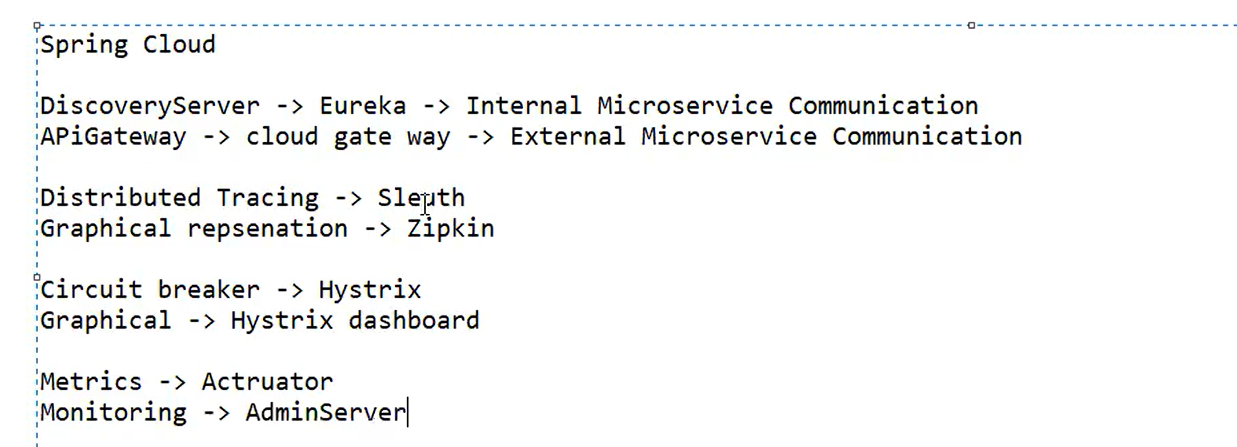 Spring Cloud
DiscoveryServer -> Eureka -> Internal Microservice Communication
APiGateway -> cloud gate way -> External Microservice Communication
Distributed Tracing -> Sleuth
Graphical repsenation -> Zipkin
Circuit breaker -> Hystrix
Graphical -> Hystrix dashboard
Metrics -> Actruator
Monitoring -> AdminServer